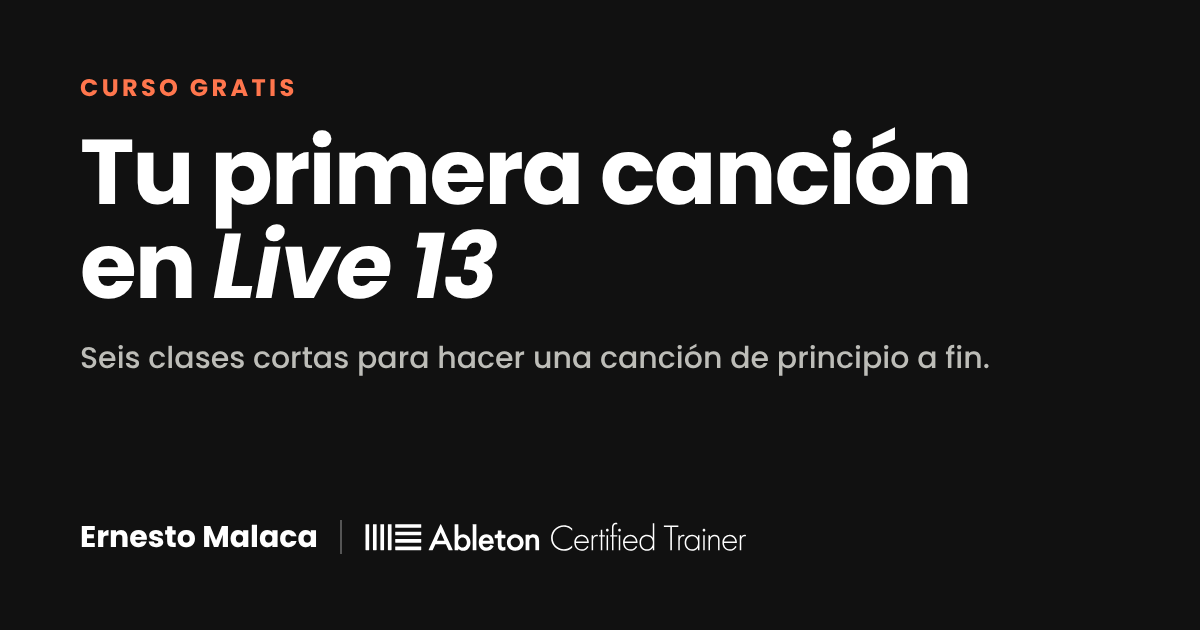 CURSO GRATIS
Tu primera canción
en Live 13
Seis clases cortas para hacer una canción de principio a fin.
Ernesto Malaca
Ableton Certified Trainer